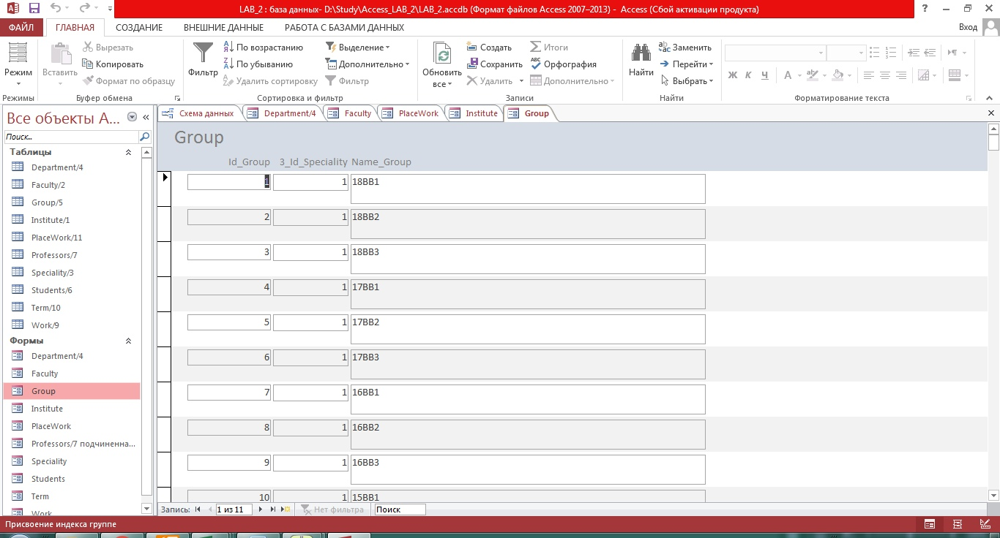 LAB_2 : база данных- D:\Study\Access_LAB_2\LAB_2.accdb (Формат файлов Access 2007–2013) - Access (Сбой активации продукта)
ФАЙЛ ГЛАВНАЯ СОЗДАНИЕ ВНЕШНИЕ ДАННЫЕ РАБОТА С БАЗАМИ ДАННЫХ Вход
Режим
Режимы
Вставить
Вырезать
Копировать
Формат по образцу
Буфер обмена
Фильтр
По возрастанию
По убыванию
Удалить сортировку
Выделение
Дополнительно
Фильтр
Сортировка и фильтр
Обновить
все
Создать
Сохранить
Удалить
Итоги
Орфография
Дополнительно
Записи
Найти
Заменить
Перейти
Выбрать
Найти
Ж К Ч А
Форматирование текста
Все объекты A...
Поиск...
Таблицы
Department/4
Faculty/2
Group/5
Institute/1
PlaceWork/11
Professors/7
Speciality/3
Students/6
Term/10
Work/9
Формы
Department/4
Faculty
Group
Institute
PlaceWork
Professors/7 подчиненна...
Speciality
Students
Term
Work
Схема данных Department/4 Faculty PlaceWork Institute Group
Group
Id_Group 3_Id_Speciality Name_Group
1 1 18BB1
2 1 18BB2
3 1 18BB3
4 1 17BB1
5 1 17BB2
6 1 17BB3
7 1 16BB1
8 1 16BB2
9 1 16BB3
10 1 15BB1
Запись: 1 из 11 Нет фильтра Поиск
Присвоение индекса группе